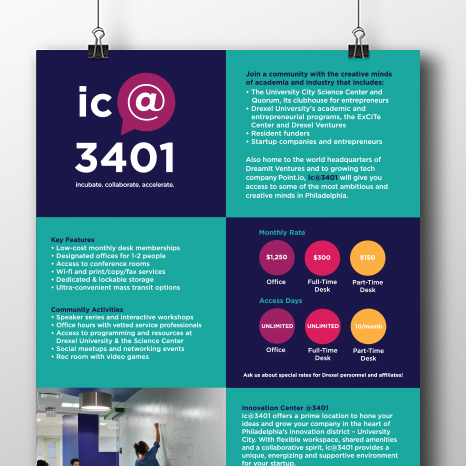 ic@
3401
incubate. collaborate. accelerate.
Join a community with the creative minds
of academia and industry that includes:
• The University City Science Center and
Quorum, its clubhouse for entrepreneurs
• Drexel University's academic and
entrepreneurial programs, the ExCITe
Center and Drexel Ventures
• Resident funders
• Startup companies and entrepreneurs
Also home to the world headquarters of
DreamIt Ventures and to growing tech
company Point.io, ic@3401 will give you
access to some of the most ambitious and
creative minds in Philadelphia.
Key Features
• Low-cost monthly desk memberships
• Designated offices for 1-2 people
• Access to conference rooms
• Wi-fi and print/copy/fax services
• Dedicated & lockable storage
• Ultra-convenient mass transit options
Community Activities
• Speaker series and interactive workshops
• Office hours with vetted service professionals
• Access to programming and resources at
Drexel University & the Science Center
• Social meetups and networking events
• Rec room with video games
Monthly Rate
$1,250 $300 $150
Office Full-Time Desk Part-Time Desk
Access Days
UNLIMITED UNLIMITED 10/month
Office Full-Time Desk Part-Time Desk
Ask us about special rates for Drexel personnel and affiliates!
Innovation Center @3401
ic@3401 offers a prime location to hone your
ideas and grow your company in the heart of
Philadelphia's innovation district – University
City. With flexible workspace, shared amenities
and a collaborative spirit, ic@3401 provides a
unique, energizing and supportive environment
for your startup.